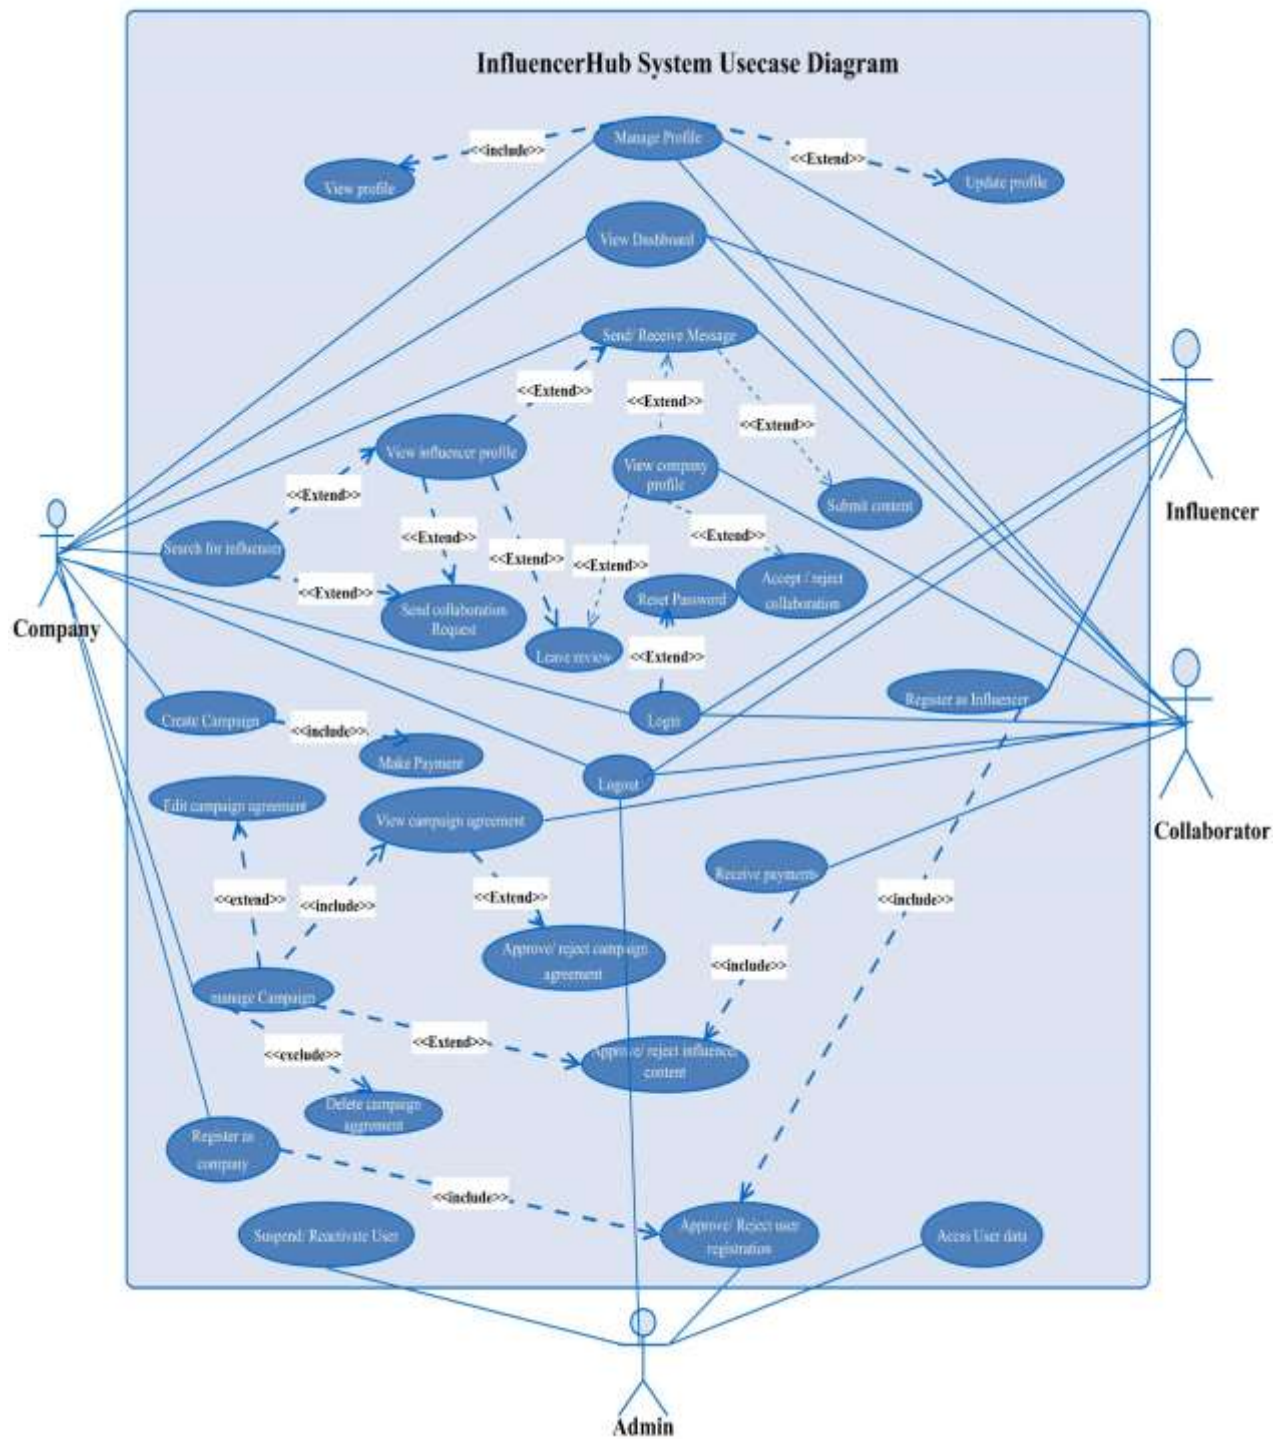 InfluencerHub System Usecase Diagram
Manage Profile
<<include>>
<<Extend>>
View profile
Update profile
View Dashboard
Send/ Receive Message
<<Extend>>
<<Extend>>
<<Extend>>
View influencer profile
View company
profile
<<Extend>>
Submit content
Influencer
Search for influencer
<<Extend>>
<<Extend>>
<<Extend>>
<<Extend>>
<<Extend>>
Accept / reject
collaboration
Reset Password
Send collaboration
Request
Company
Leave review
<<Extend>>
Register as Influencer
Create Campaign
<<include>>
Login
Make Payment
Logout
Edit campaign agreement
View campaign agreement
Collaborator
Receive payments
<<extend>>
<<include>>
<<Extend>>
<<include>>
Approve/ reject campaign
agreement
<<include>>
manage Campaign
<<exclude>>
<<Extend>>
Approve/ reject influencer
content
Delete campaign
aggrement
Register as
company
<<include>>
Suspend/ Reactivate User
Approve/ Reject user
registration
Acess User data
Admin